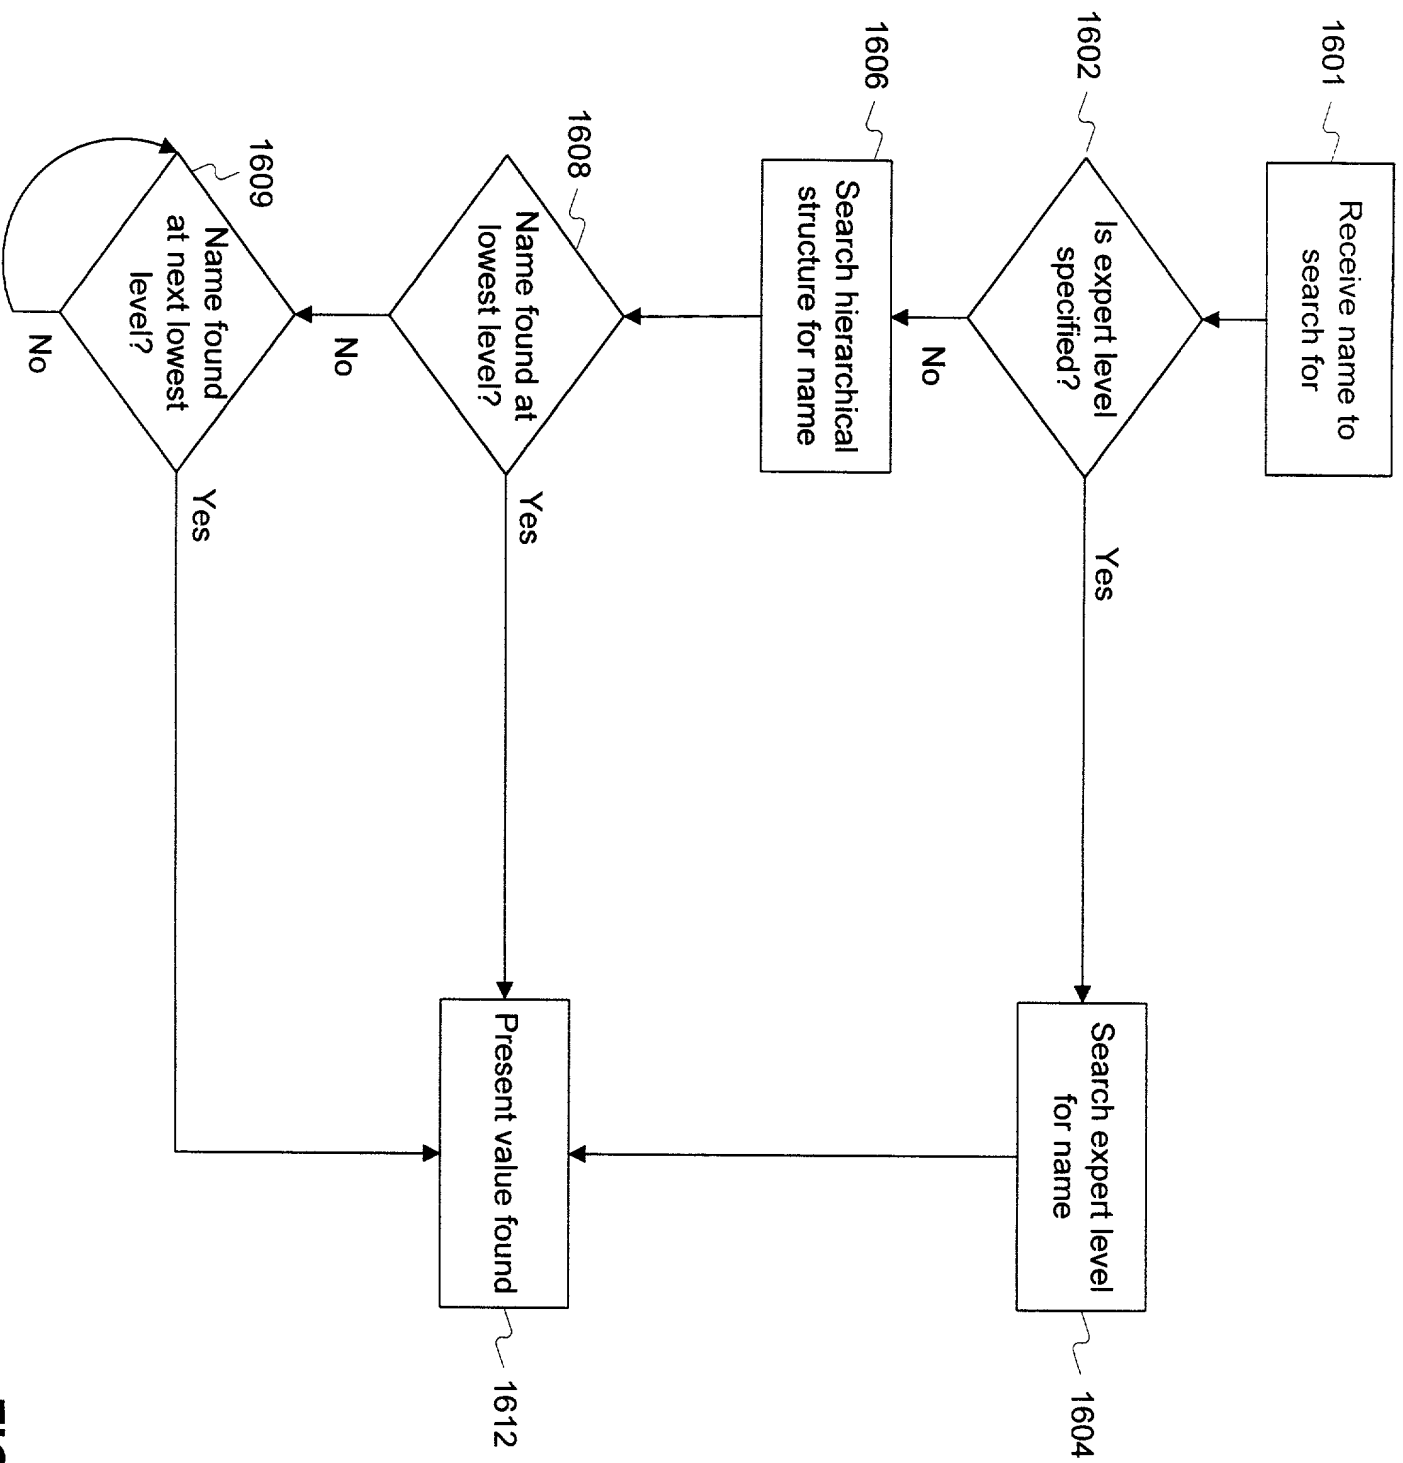 1601
Receive name to
search for
1602
Is expert level
specified?
Yes
No
Search expert level
for name
1604
1606
Search hierarchical
structure for name
1608
Name found at
lowest level?
Yes
No
Present value found
1612
1609
Name found
at next lowest
level?
Yes
No